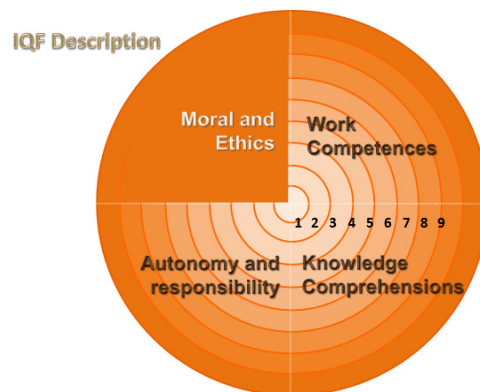 IQF Description
Moral and
Ethics
Work
Competences
1 2 3 4 5 6 7 8 9
Autonomy and
responsibility
Knowledge
Comprehensions